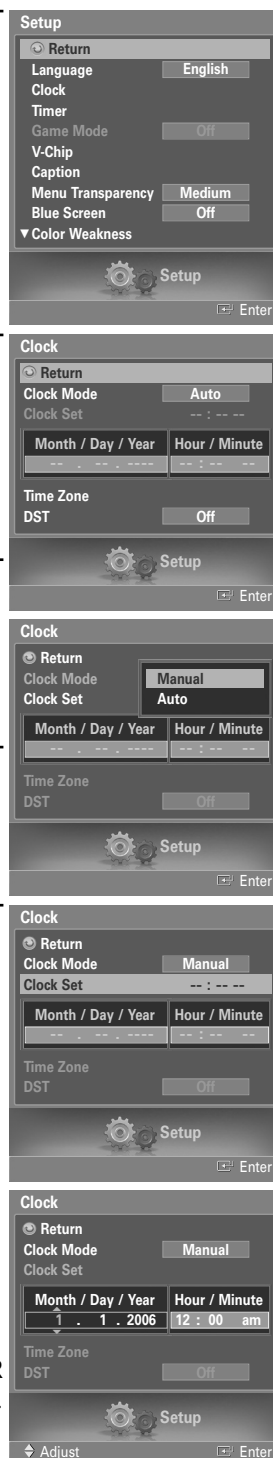 Setup
Return
Language English
Clock
Timer
Game Mode Off
V-Chip
Caption
Menu Transparency Medium
Blue Screen Off
▼ Color Weakness
Setup
Enter
Clock
Return
Clock Mode Auto
Clock Set -- : -- --
Month / Day / Year Hour / Minute
-- . -- . ---- -- : -- --
Time Zone
DST Off
Setup
Enter
Clock
Return
Clock Mode Manual
Clock Set Auto
Month / Day / Year Hour / Minute
-- . -- . ---- -- : -- --
Time Zone
DST Off
Setup
Enter
Clock
Return
Clock Mode Manual
Clock Set -- : -- --
Month / Day / Year Hour / Minute
-- . -- . ---- -- : -- --
Time Zone
DST Off
Setup
Enter
Clock
Return
Clock Mode Manual
Clock Set
Month / Day / Year Hour / Minute
1 . 1 . 2006 12 : 00 am
Time Zone
R
DST Off
Setup
Adjust Enter